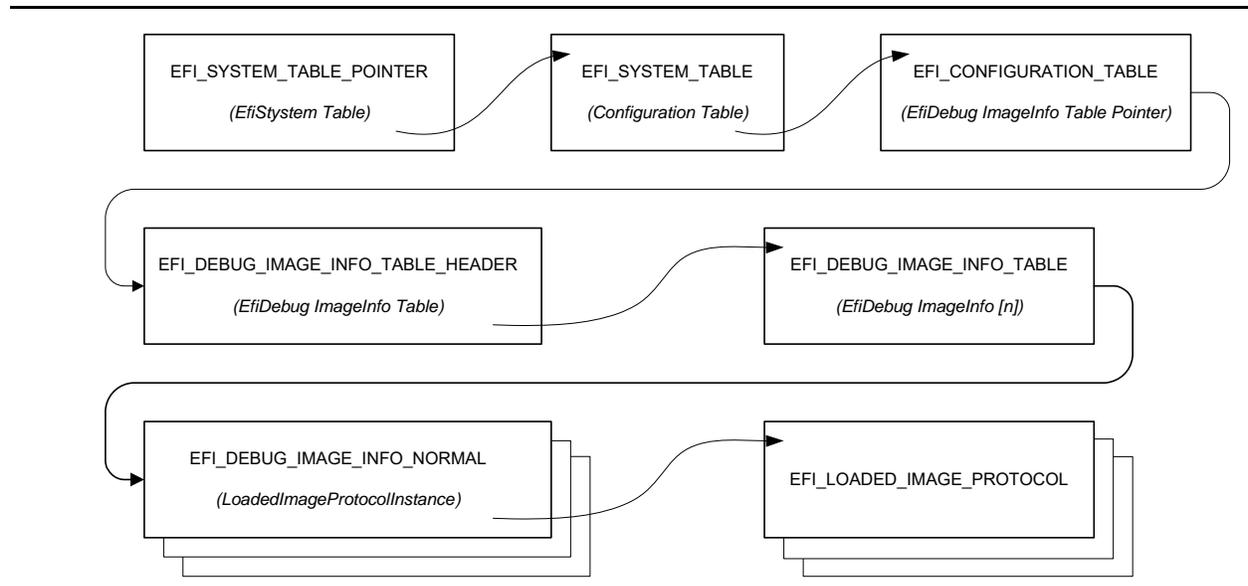 EFI_SYSTEM_TABLE_POINTER
(EfiStystem Table)
EFI_SYSTEM_TABLE
(Configuration Table)
EFI_CONFIGURATION_TABLE
(EfiDebug ImageInfo Table Pointer)
EFI_DEBUG_IMAGE_INFO_TABLE_HEADER
(EfiDebug ImageInfo Table)
EFI_DEBUG_IMAGE_INFO_TABLE
(EfiDebug ImageInfo [n])
EFI_DEBUG_IMAGE_INFO_NORMAL
(LoadedImageProtocolInstance)
EFI_LOADED_IMAGE_PROTOCOL